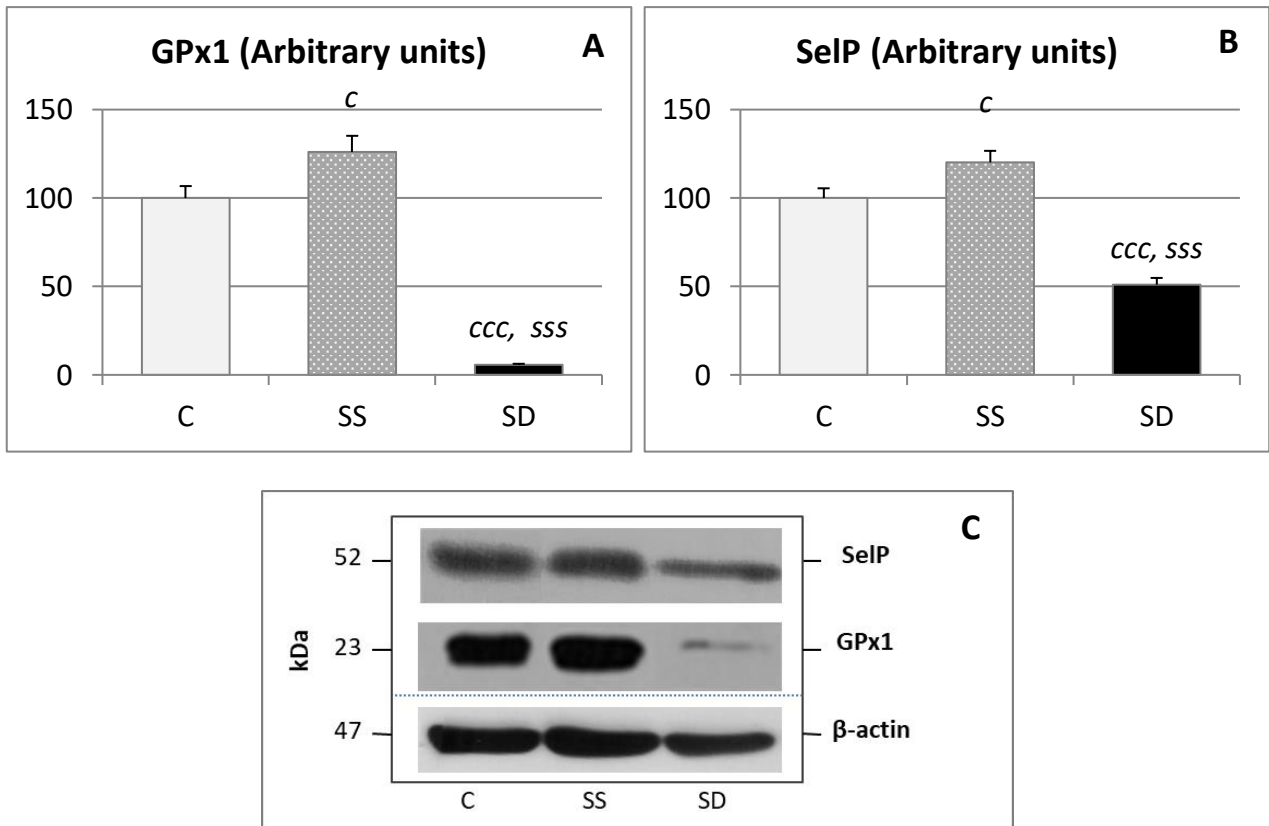 GPx1 (Arbitrary units)
A
150
100
50
0
c
ccc, sss
C SS SD
SelP (Arbitrary units)
B
150
100
50
0
c
ccc, sss
C SS SD
C
kDa
52 SelP
23 GPx1
47 β-actin
C SS SD